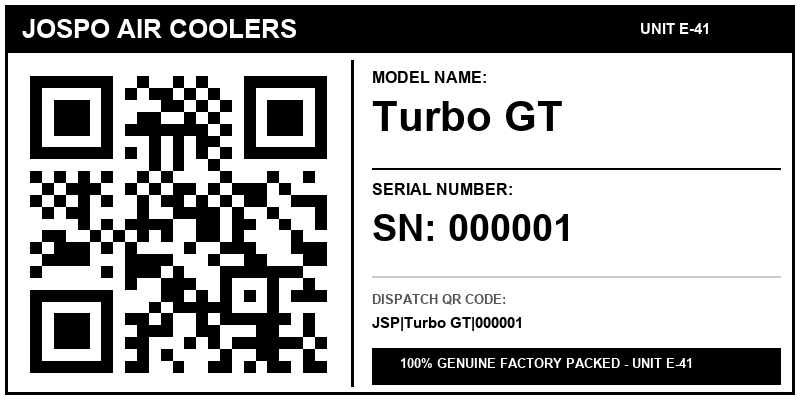 JOSPO AIR COOLERS
UNIT E-41
MODEL NAME:
Turbo GT
SERIAL NUMBER:
SN: 000001
DISPATCH QR CODE:
JSP|Turbo GT|000001
100% GENUINE FACTORY PACKED - UNIT E-41